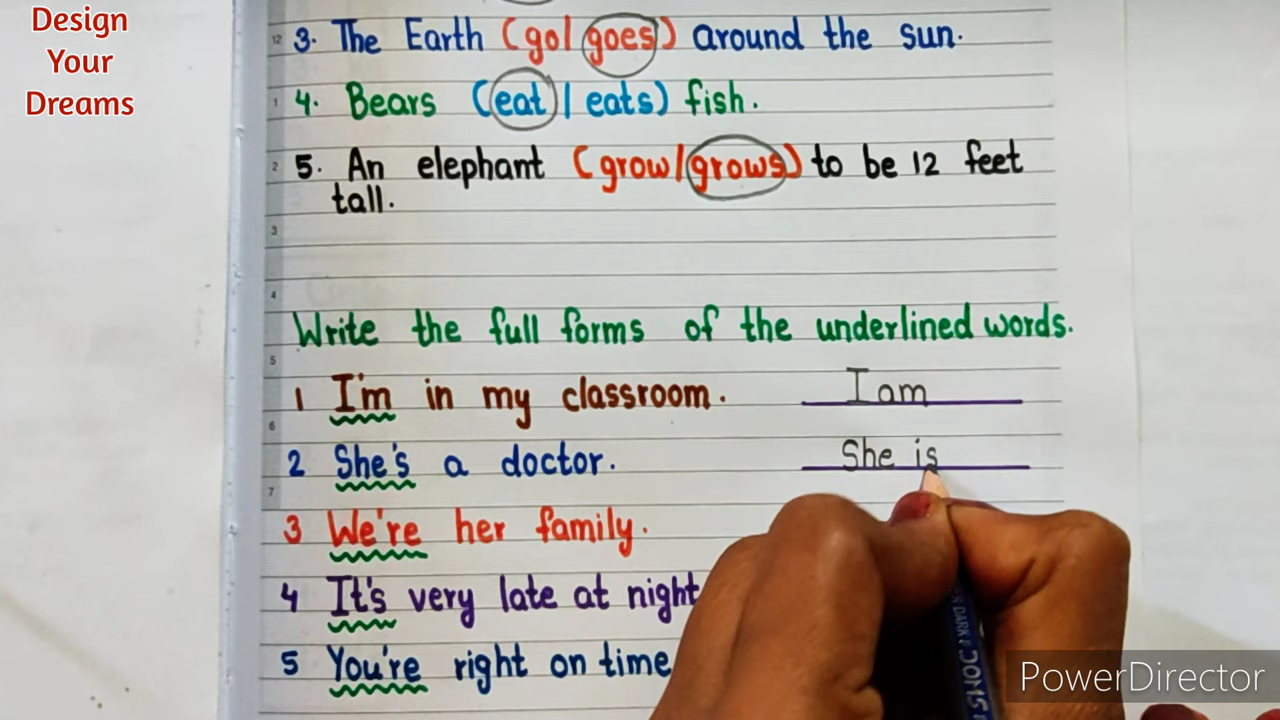 Design
Your
Dreams
3. The Earth (go/goes) around the sun.
4. Bears (eat/eats) fish.
5. An elephant (grow/grows) to be 12 feet
tall.
Write the full forms of the underlined words.
1 I'm in my classroom. I am
2 She's a doctor. She is
3 We're her family.
4 It's very late at night
5 You're right on time
PowerDirector